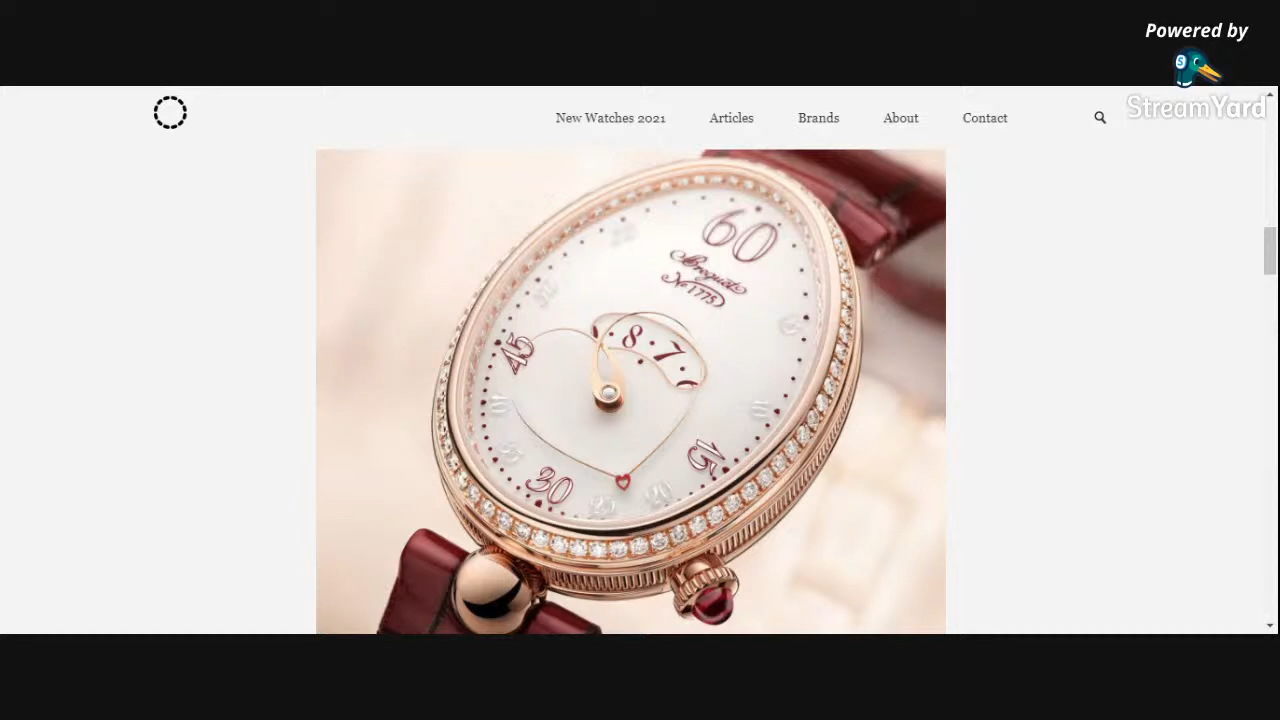 Powered by
StreamYard
New Watches 2021 Articles Brands About Contact
60
Breguet
No 1775
8 · 7
45
15
30